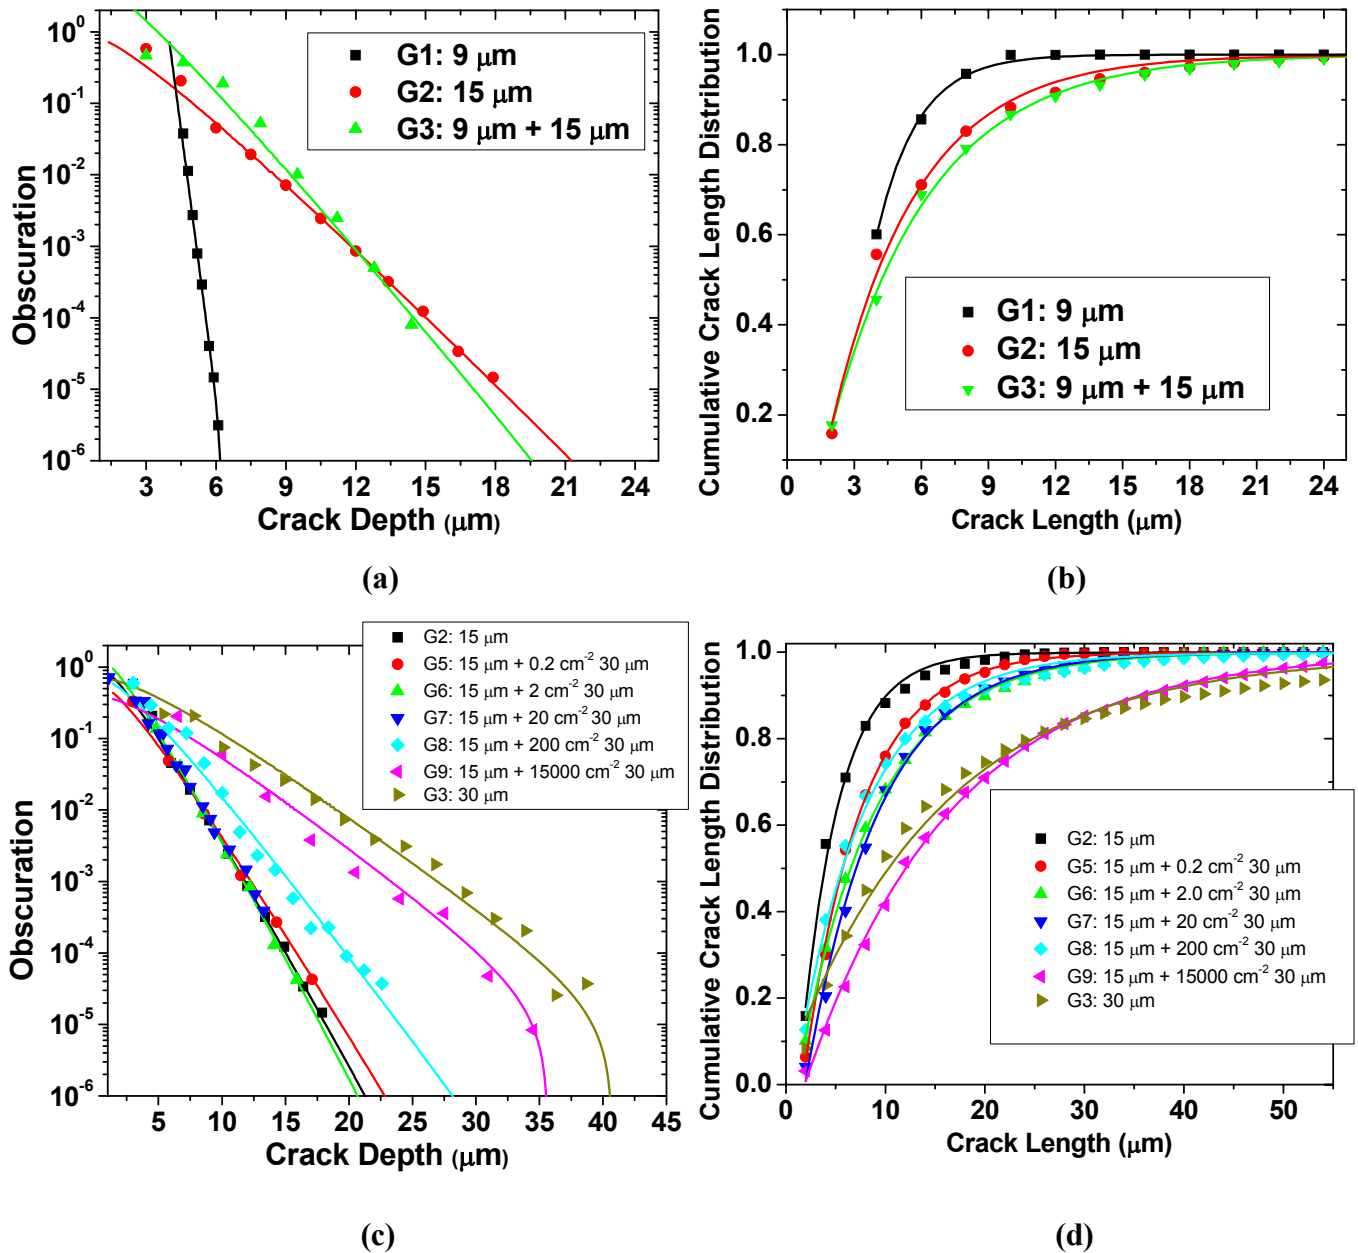 10⁰
10⁻¹
10⁻²
10⁻³
10⁻⁴
10⁻⁵
10⁻⁶
Obscuration
G1: 9 μm
G2: 15 μm
G3: 9 μm + 15 μm
3 6 9 12 15 18 21 24
Crack Depth (μm)
(a)
1.0
0.8
0.6
0.4
0.2
Cumulative Crack Length Distribution
G1: 9 μm
G2: 15 μm
G3: 9 μm + 15 μm
0 3 6 9 12 15 18 21 24
Crack Length (μm)
(b)
10⁰
10⁻¹
10⁻²
10⁻³
10⁻⁴
10⁻⁵
10⁻⁶
Obscuration
G2: 15 μm
G5: 15 μm + 0.2 cm⁻² 30 μm
G6: 15 μm + 2 cm⁻² 30 μm
G7: 15 μm + 20 cm⁻² 30 μm
G8: 15 μm + 200 cm⁻² 30 μm
G9: 15 μm + 15000 cm⁻² 30 μm
G3: 30 μm
5 10 15 20 25 30 35 40 45
Crack Depth (μm)
(c)
1.0
0.8
0.6
0.4
0.2
0.0
Cumulative Crack Length Distribution
G2: 15 μm
G5: 15 μm + 0.2 cm⁻² 30 μm
G6: 15 μm + 2.0 cm⁻² 30 μm
G7: 15 μm + 20 cm⁻² 30 μm
G8: 15 μm + 200 cm⁻² 30 μm
G9: 15 μm + 15000 cm⁻² 30 μm
G3: 30 μm
0 10 20 30 40 50
Crack Length (μm)
(d)